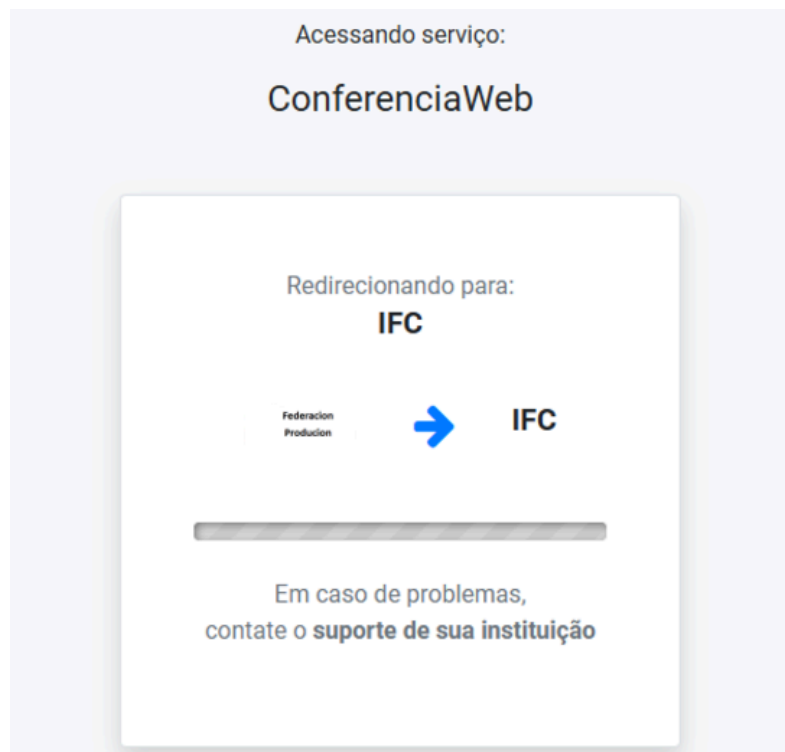 Acessando serviço:
ConferenciaWeb
Redirecionando para:
IFC
Federacion
Producion
IFC
Em caso de problemas,
contate o suporte de sua instituição